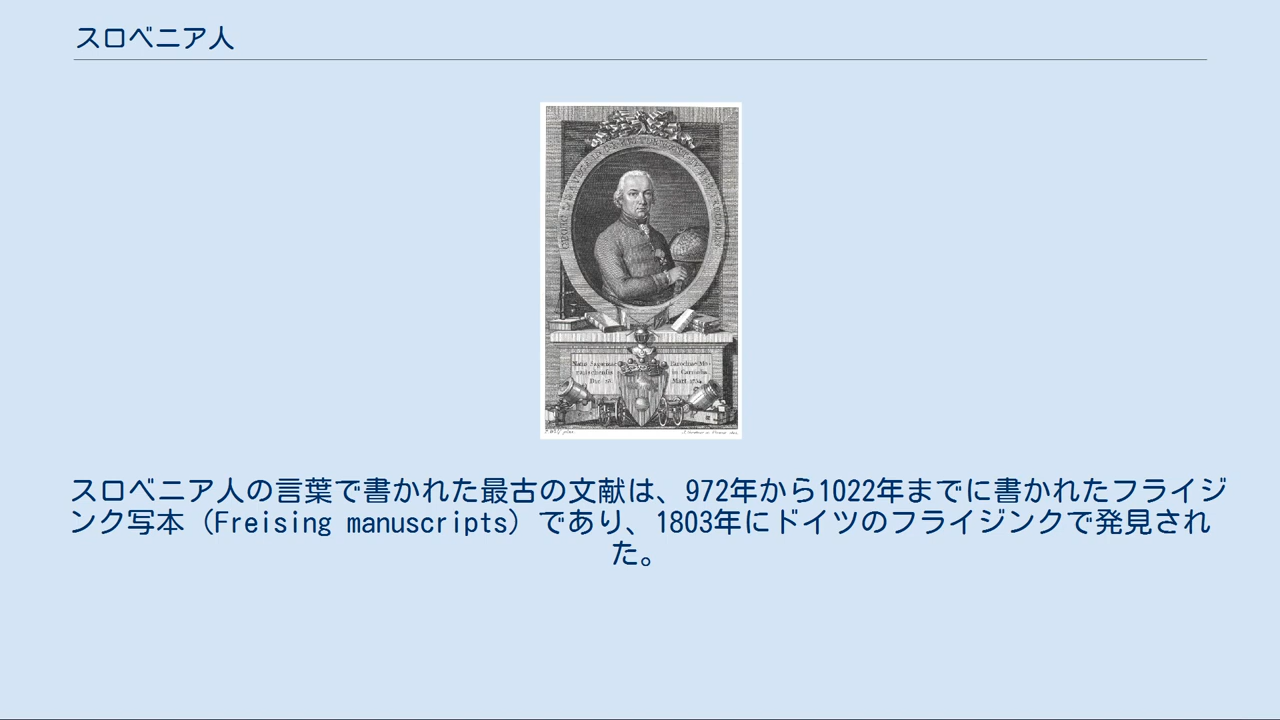 スロベニア人
Mart. 1754
スロベニア人の言葉で書かれた最古の文献は、972年から1022年までに書かれたフライジ
ンク写本（Freising manuscripts）であり、1803年にドイツのフライジンクで発見され
た。